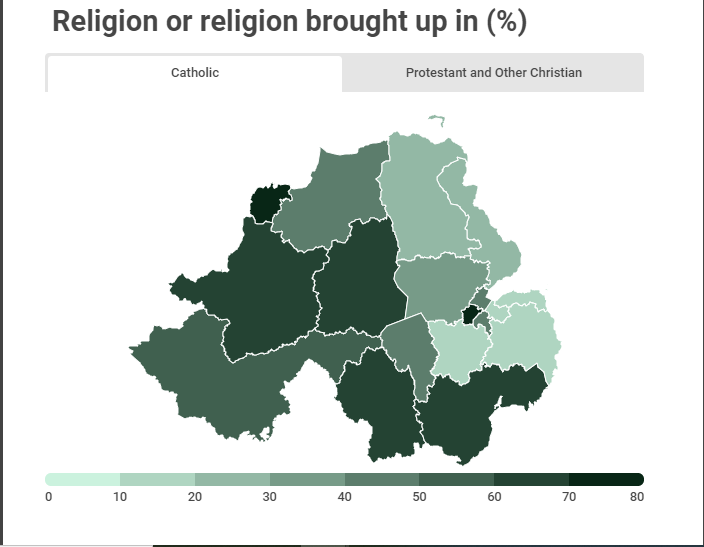 Religion or religion brought up in (%)
Catholic
Protestant and Other Christian
0 10 20 30 40 50 60 70 80